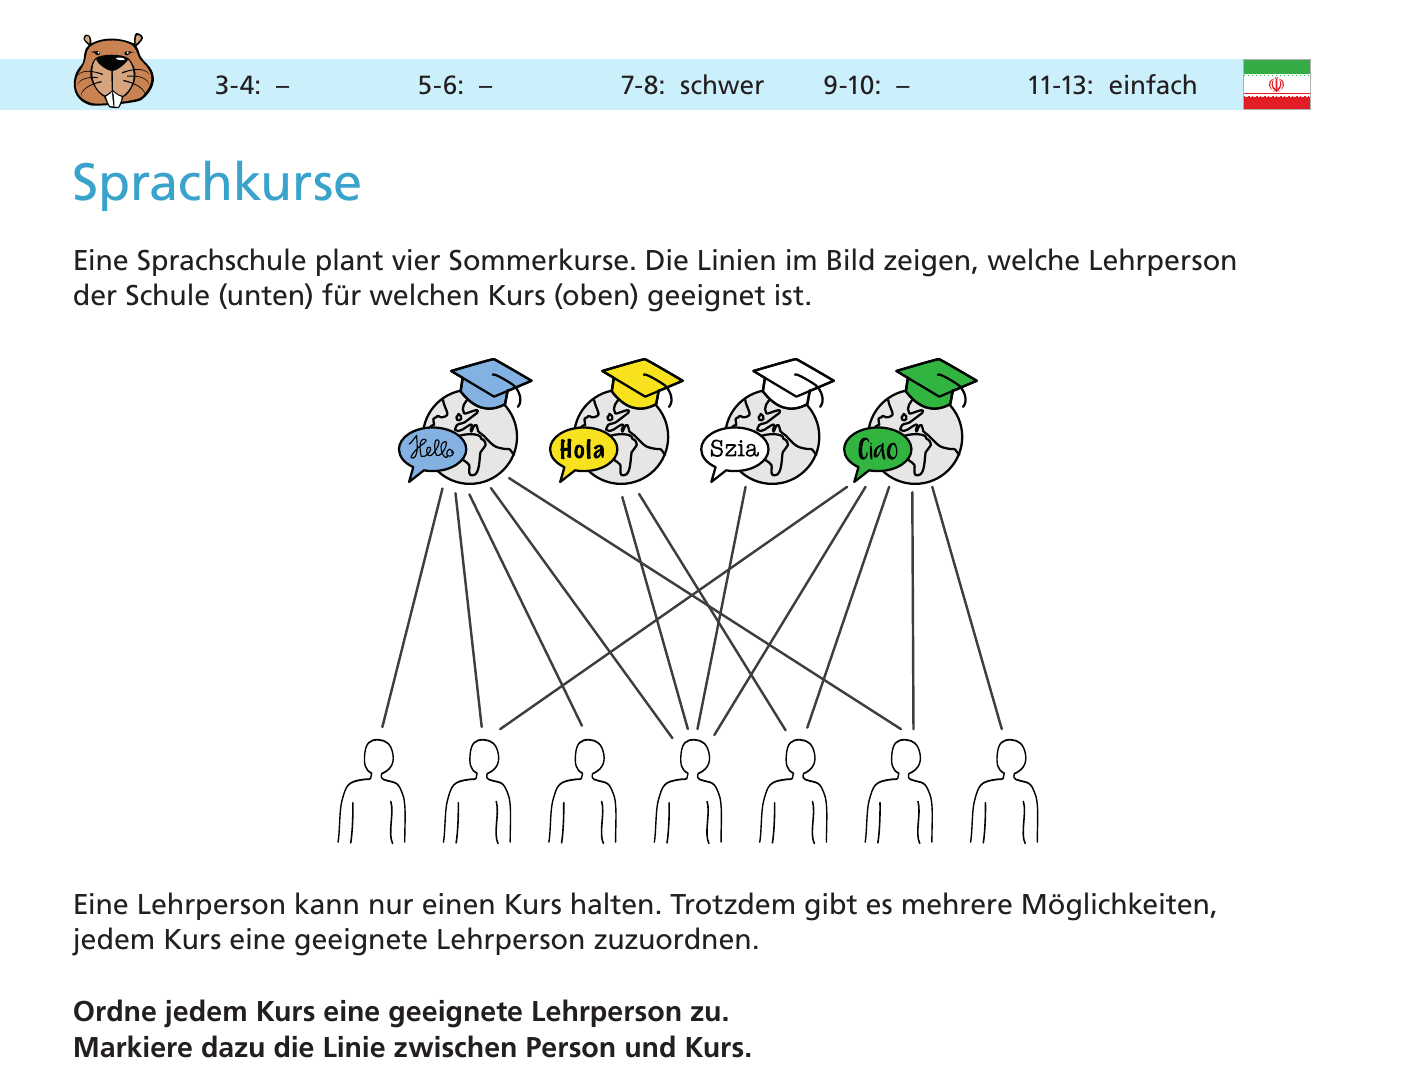 3-4: –   5-6: –   7-8: schwer   9-10: –   11-13: einfach
Sprachkurse
Eine Sprachschule plant vier Sommerkurse. Die Linien im Bild zeigen, welche Lehrperson
der Schule (unten) für welchen Kurs (oben) geeignet ist.
Hello   Hola   Szia   Ciao
Eine Lehrperson kann nur einen Kurs halten. Trotzdem gibt es mehrere Möglichkeiten,
jedem Kurs eine geeignete Lehrperson zuzuordnen.
Ordne jedem Kurs eine geeignete Lehrperson zu.
Markiere dazu die Linie zwischen Person und Kurs.